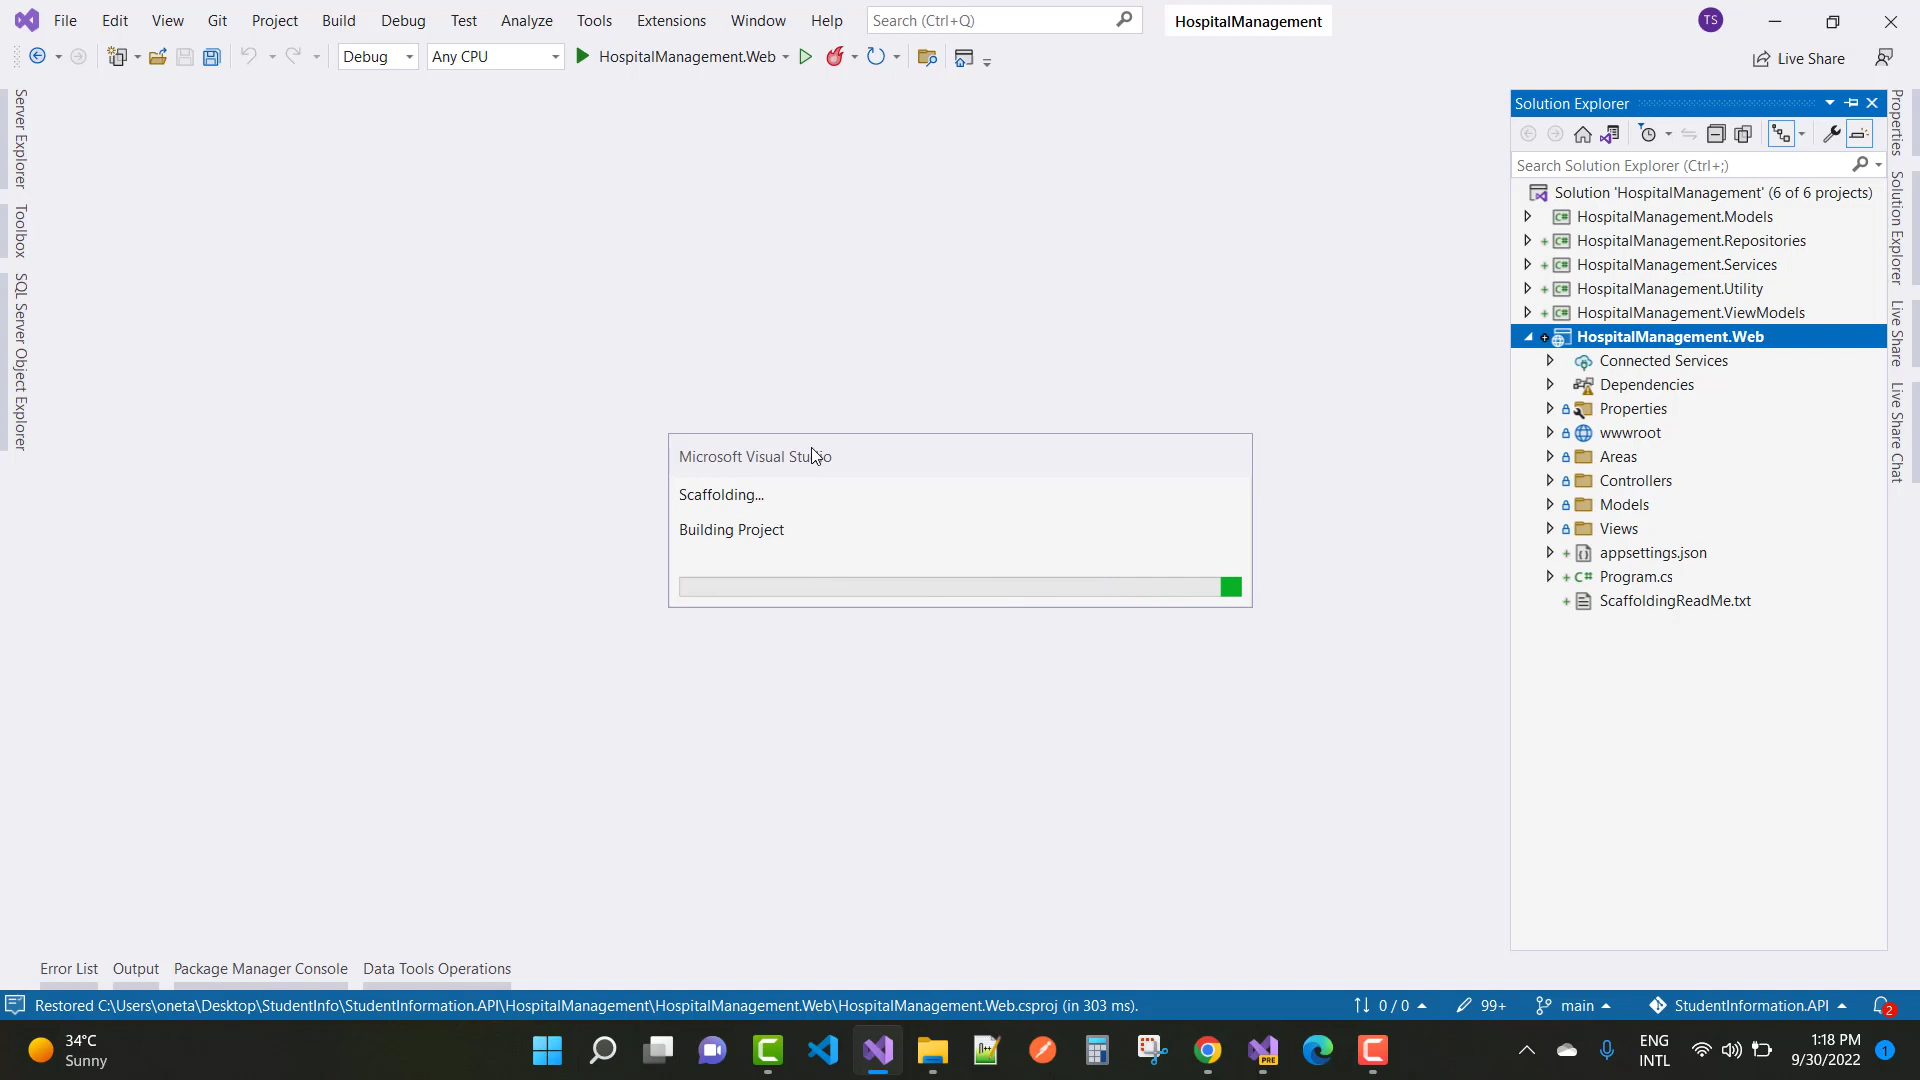 File Edit View Git Project Build Debug Test Analyze Tools Extensions Window Help Search (Ctrl+Q) HospitalManagement TS
Debug Any CPU HospitalManagement.Web Live Share
Server Explorer
Toolbox
SQL Server Object Explorer
Microsoft Visual Studio
Scaffolding...
Building Project
Solution Explorer
Search Solution Explorer (Ctrl+;)
Solution 'HospitalManagement' (6 of 6 projects)
HospitalManagement.Models
HospitalManagement.Repositories
HospitalManagement.Services
HospitalManagement.Utility
HospitalManagement.ViewModels
HospitalManagement.Web
Connected Services
Dependencies
Properties
wwwroot
Areas
Controllers
Models
Views
appsettings.json
Program.cs
ScaffoldingReadMe.txt
Properties
Solution Explorer
Live Share
Live Share Chat
Error List Output Package Manager Console Data Tools Operations
Restored C:\Users\oneta\Desktop\StudentInfo\StudentInformation.API\HospitalManagement\HospitalManagement.Web\HospitalManagement.Web.csproj (in 303 ms). 0 / 0 99+ main StudentInformation.API 2
34°C
Sunny
PRE
ENG
INTL
1:18 PM
9/30/2022
1